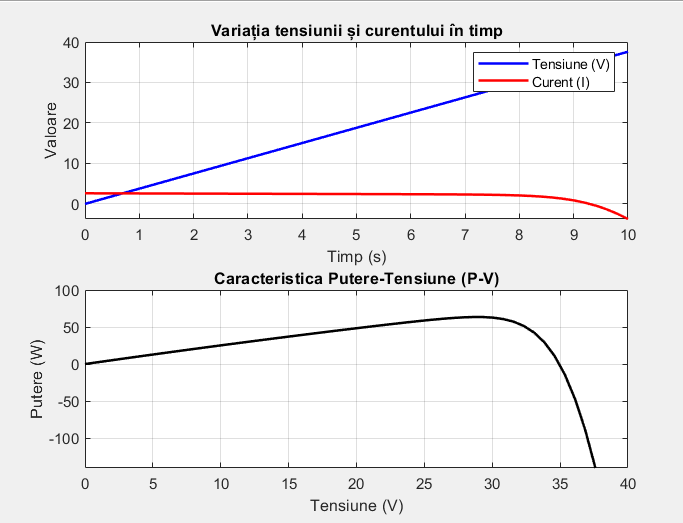 Variația tensiunii și curentului în timp
40
30
20
10
0
Valoare
Tensiune (V)
Curent (I)
0 1 2 3 4 5 6 7 8 9 10
Timp (s)
Caracteristica Putere-Tensiune (P-V)
100
50
0
-50
-100
Putere (W)
0 5 10 15 20 25 30 35 40
Tensiune (V)